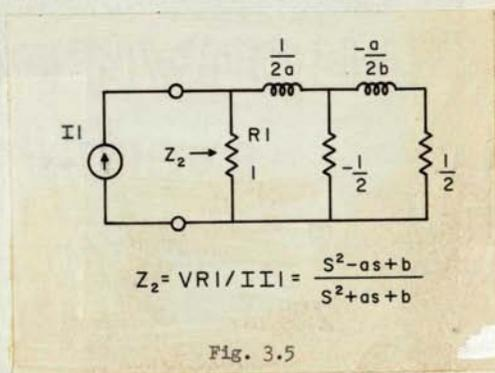 1/2a
-a/2b
I1
R1
Z₂ →
1
-1/2
1/2
Z₂ = VR1/II1 = S²-as+b / S²+as+b
Fig. 3.5